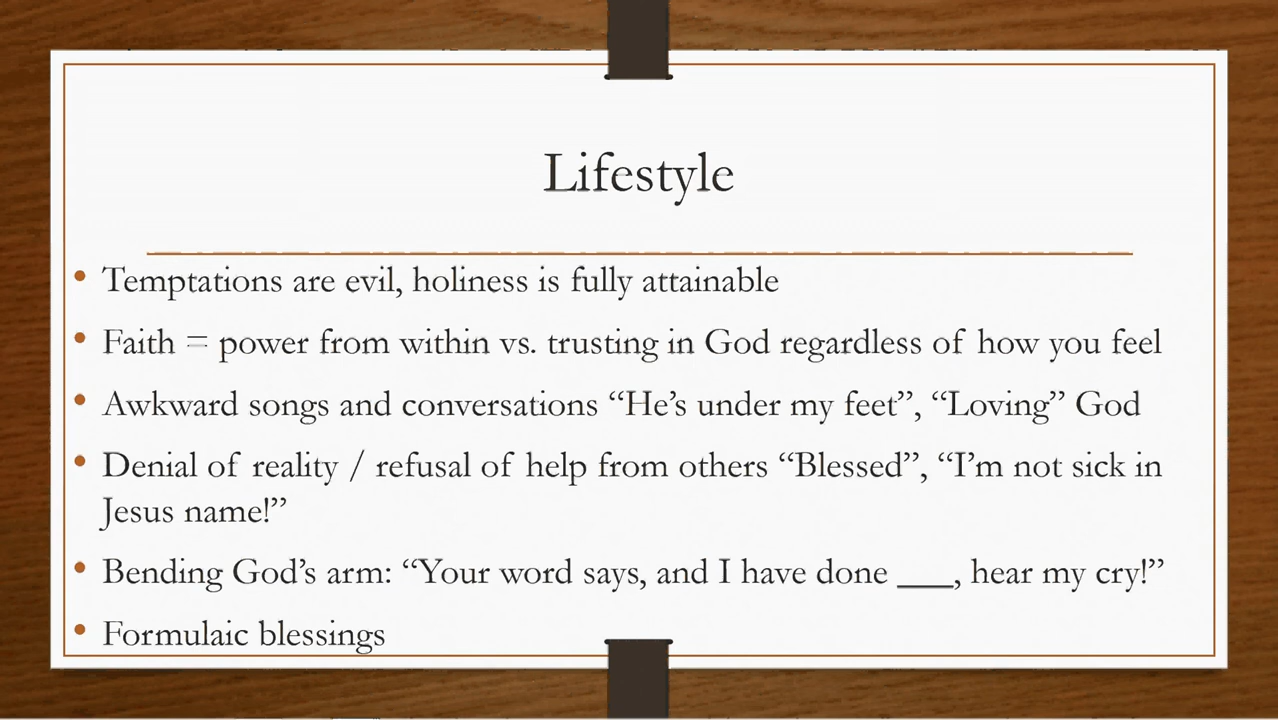 Lifestyle
• Temptations are evil, holiness is fully attainable
• Faith = power from within vs. trusting in God regardless of how you feel
• Awkward songs and conversations “He’s under my feet”, “Loving” God
• Denial of reality / refusal of help from others “Blessed”, “I’m not sick in
Jesus name!”
• Bending God’s arm: “Your word says, and I have done ___, hear my cry!”
• Formulaic blessings